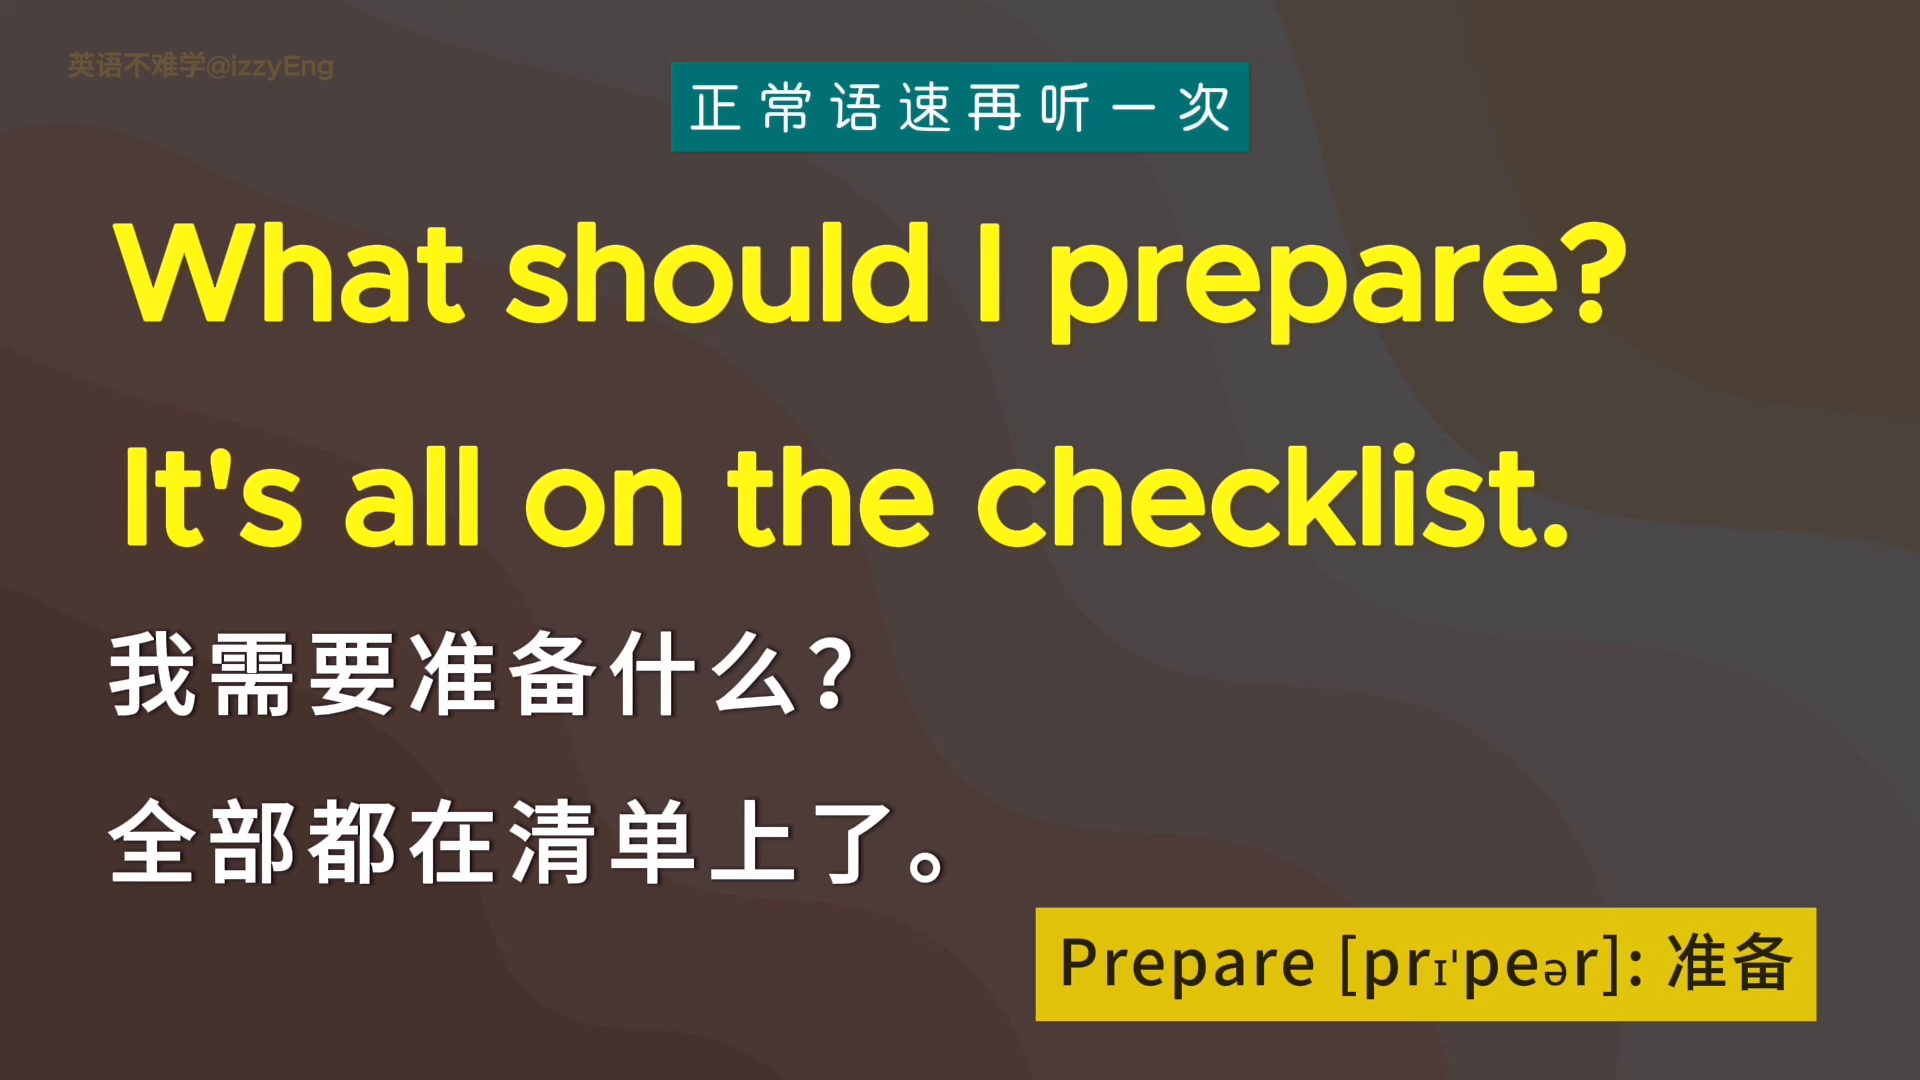 英语不难学@izzyEng
正常语速再听一次
What should I prepare?
It's all on the checklist.
我需要准备什么？
全部都在清单上了。
Prepare [prɪ'peər]: 准备